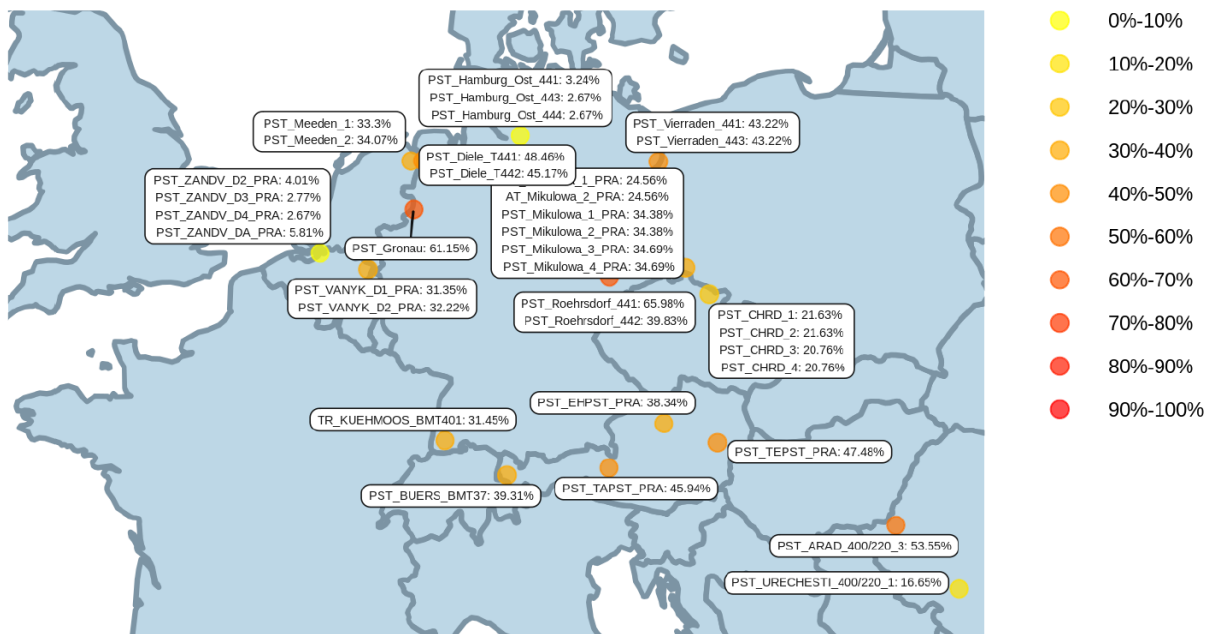 PST_Hamburg_Ost_441: 3.24%
PST_Hamburg_Ost_443: 2.67%
PST_Hamburg_Ost_444: 2.67%
PST_Meeden_1: 33.3%
PST_Meeden_2: 34.07%
PST_Vierraden_441: 43.22%
PST_Vierraden_443: 43.22%
PST_Diele_T441: 48.46%
PST_Diele_T442: 45.17%
PST_ZANDV_D2_PRA: 4.01%
PST_ZANDV_D3_PRA: 2.77%
PST_ZANDV_D4_PRA: 2.67%
PST_ZANDV_DA_PRA: 5.81%
_1_PRA: 24.56%
AT_Mikulowa_2_PRA: 24.56%
PST_Mikulowa_1_PRA: 34.38%
PST_Mikulowa_2_PRA: 34.38%
PST_Mikulowa_3_PRA: 34.69%
PST_Mikulowa_4_PRA: 34.69%
PST_Gronau: 61.15%
PST_VANYK_D1_PRA: 31.35%
PST_VANYK_D2_PRA: 32.22%
PST_Roehrsdorf_441: 65.98%
PST_Roehrsdorf_442: 39.83%
PST_CHRD_1: 21.63%
PST_CHRD_2: 21.63%
PST_CHRD_3: 20.76%
PST_CHRD_4: 20.76%
PST_EHPST_PRA: 38.34%
TR_KUEHMOOS_BMT401: 31.45%
PST_TEPST_PRA: 47.48%
PST_BUERS_BMT37: 39.31%
PST_TAPST_PRA: 45.94%
PST_ARAD_400/220_3: 53.55%
PST_URECHESTI_400/220_1: 16.65%
0%-10%
10%-20%
20%-30%
30%-40%
40%-50%
50%-60%
60%-70%
70%-80%
80%-90%
90%-100%